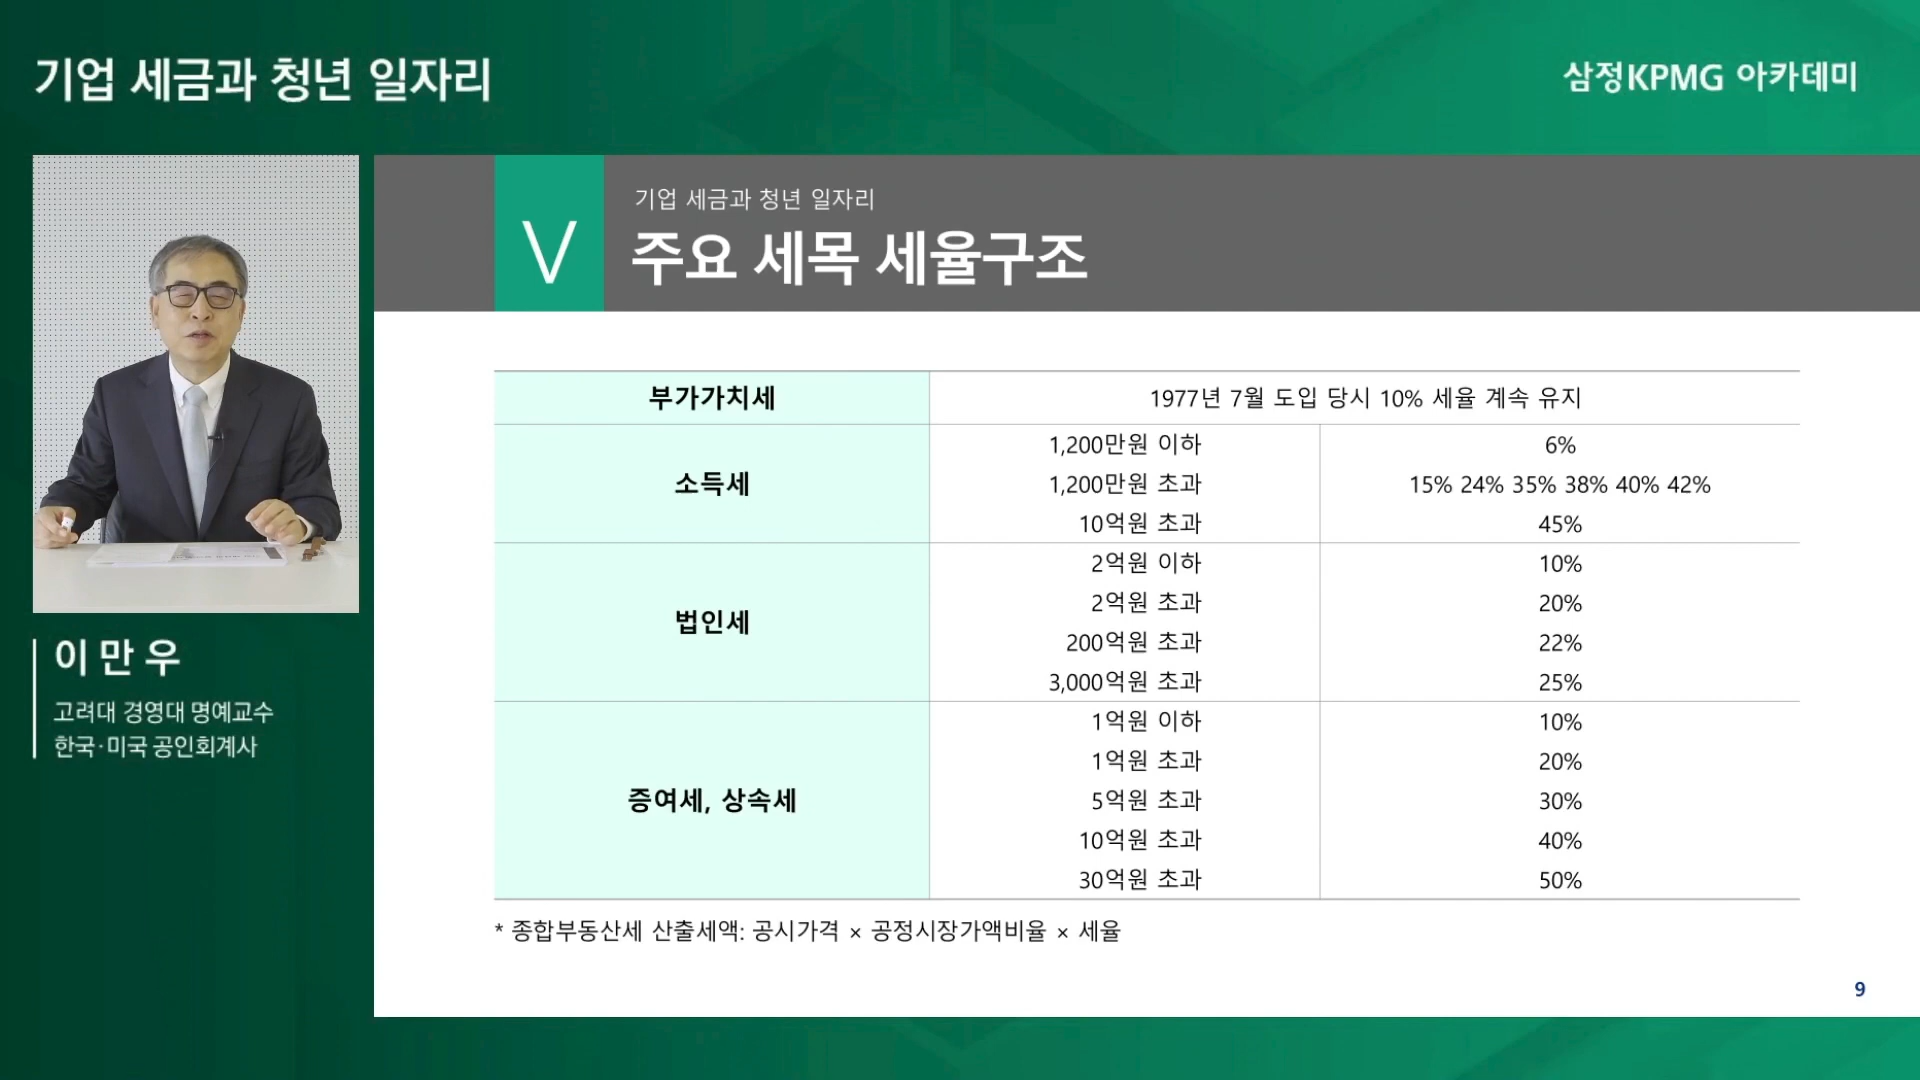 기업 세금과 청년 일자리
삼정KPMG 아카데미
V
기업 세금과 청년 일자리
주요 세목 세율구조
부가가치세 1977년 7월 도입 당시 10% 세율 계속 유지
소득세
1,200만원 이하 6%
1,200만원 초과 15% 24% 35% 38% 40% 42%
10억원 초과 45%
법인세
2억원 이하 10%
2억원 초과 20%
200억원 초과 22%
3,000억원 초과 25%
증여세, 상속세
1억원 이하 10%
1억원 초과 20%
5억원 초과 30%
10억원 초과 40%
30억원 초과 50%
* 종합부동산세 산출세액: 공시가격 × 공정시장가액비율 × 세율
9
이만우
고려대 경영대 명예교수
한국·미국 공인회계사